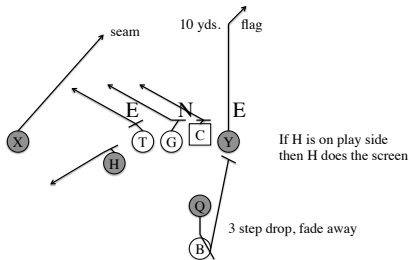 10 yds. flag
seam
E N E
X T G C Y
H
If H is on play side
then H does the screen
Q
3 step drop, fade away
B